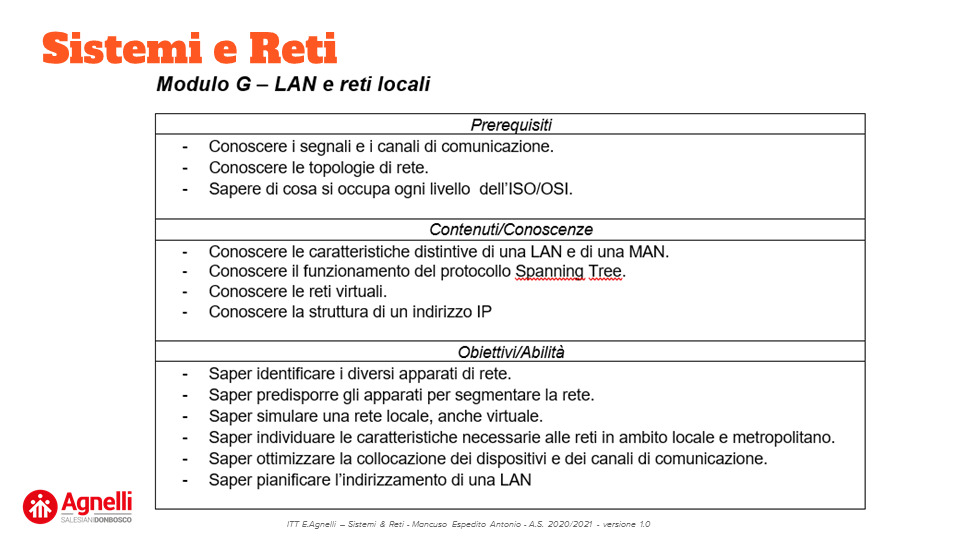 Sistemi e Reti
Modulo G – LAN e reti locali
Prerequisiti
- Conoscere i segnali e i canali di comunicazione.
- Conoscere le topologie di rete.
- Sapere di cosa si occupa ogni livello dell'ISO/OSI.
Contenuti/Conoscenze
- Conoscere le caratteristiche distintive di una LAN e di una MAN.
- Conoscere il funzionamento del protocollo Spanning Tree.
- Conoscere le reti virtuali.
- Conoscere la struttura di un indirizzo IP
Obiettivi/Abilità
- Saper identificare i diversi apparati di rete.
- Saper predisporre gli apparati per segmentare la rete.
- Saper simulare una rete locale, anche virtuale.
- Saper individuare le caratteristiche necessarie alle reti in ambito locale e metropolitano.
- Saper ottimizzare la collocazione dei dispositivi e dei canali di comunicazione.
- Saper pianificare l'indirizzamento di una LAN
Agnelli
SALESIANIDONBOSCO
ITT E.Agnelli – Sistemi & Reti - Mancuso Espedito Antonio - A.S. 2020/2021 - versione 1.0